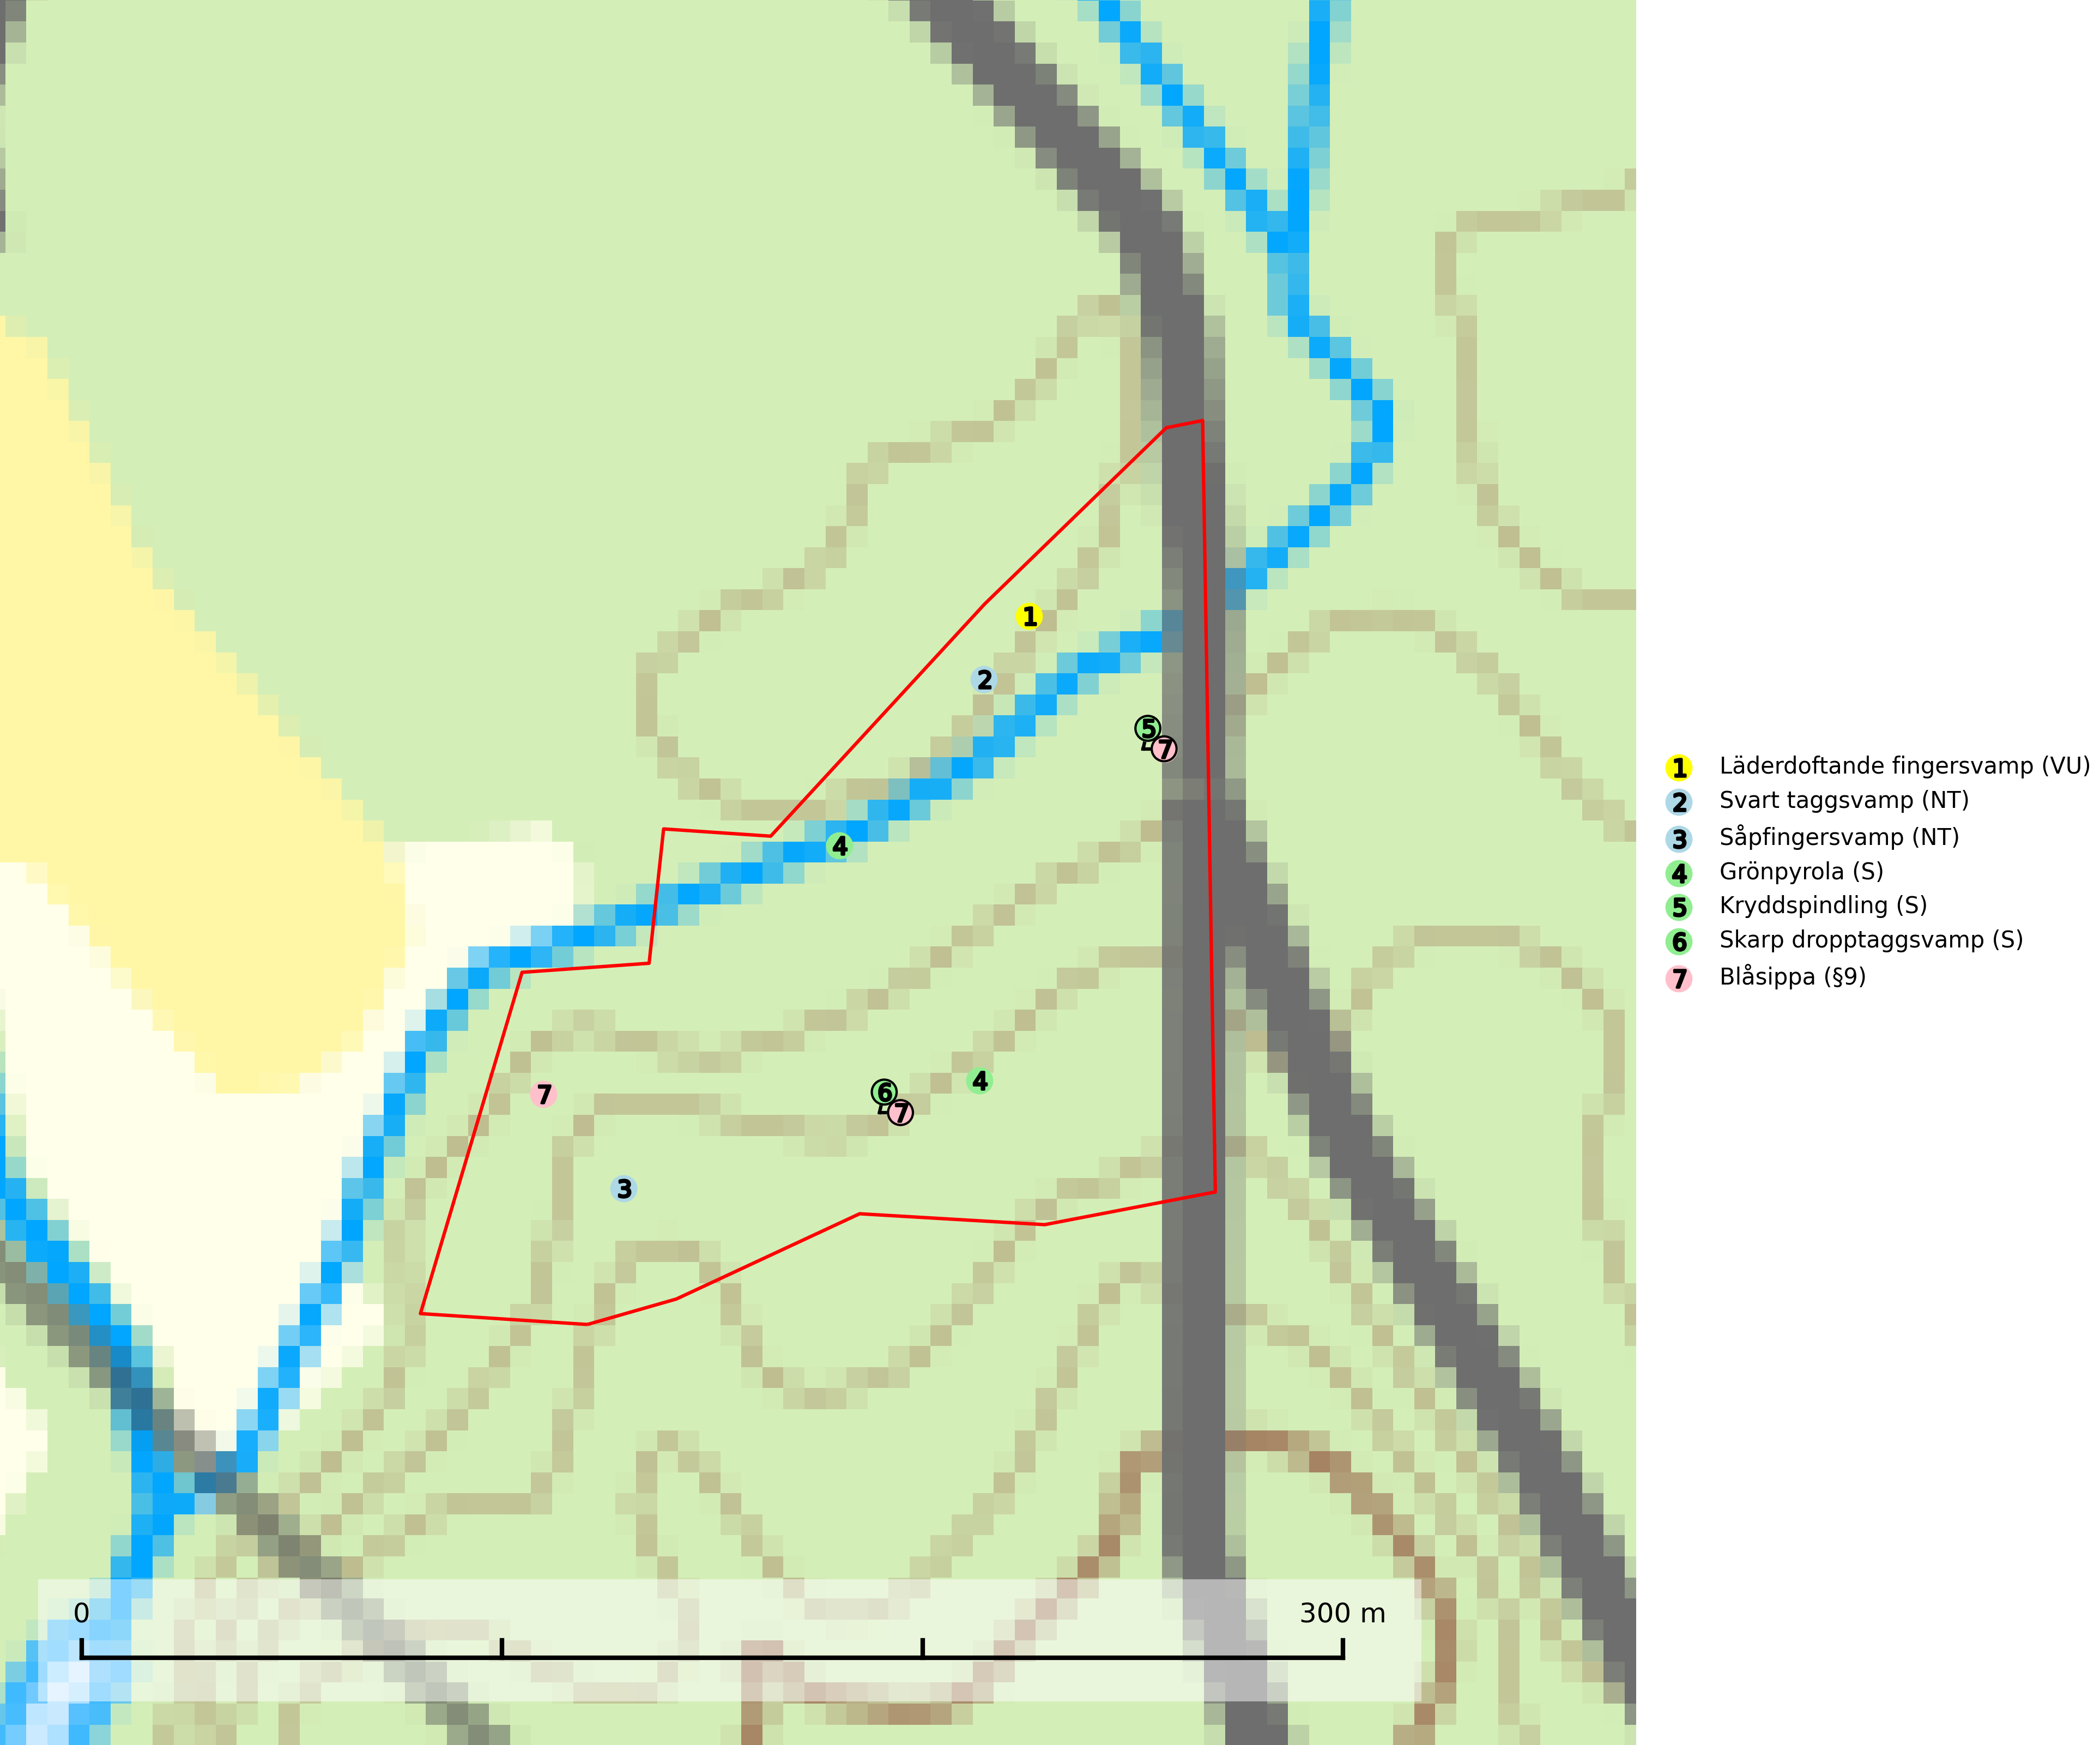 1
2
5
7
4
7
6
7
4
3
1 Läderdoftande fingersvamp (VU)
2 Svart taggsvamp (NT)
3 Såpfingersvamp (NT)
4 Grönpyrola (S)
5 Kryddspindling (S)
6 Skarp dropptaggsvamp (S)
7 Blåsippa (§9)
0 300 m